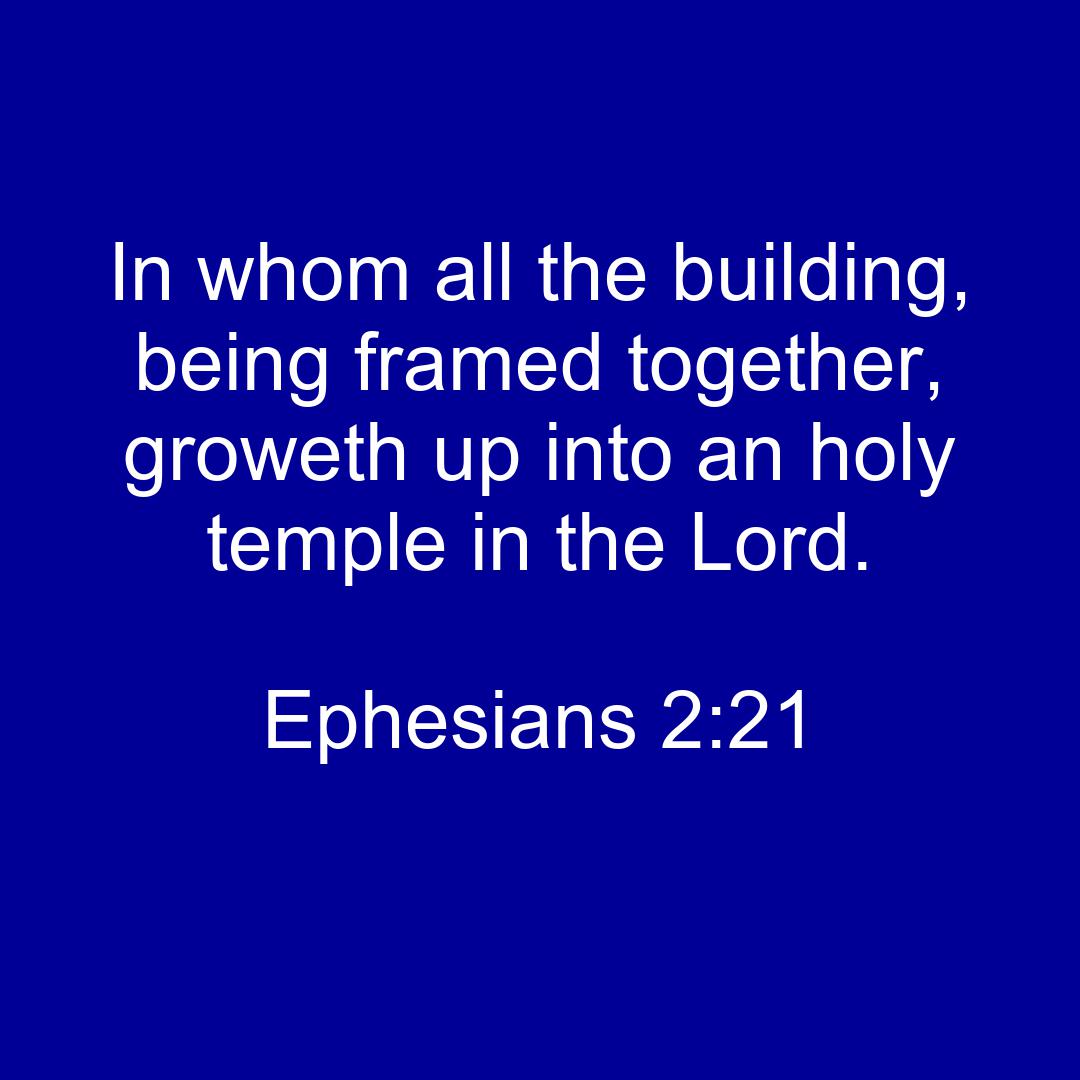 In whom all the building,
being framed together,
groweth up into an holy
temple in the Lord.
Ephesians 2:21